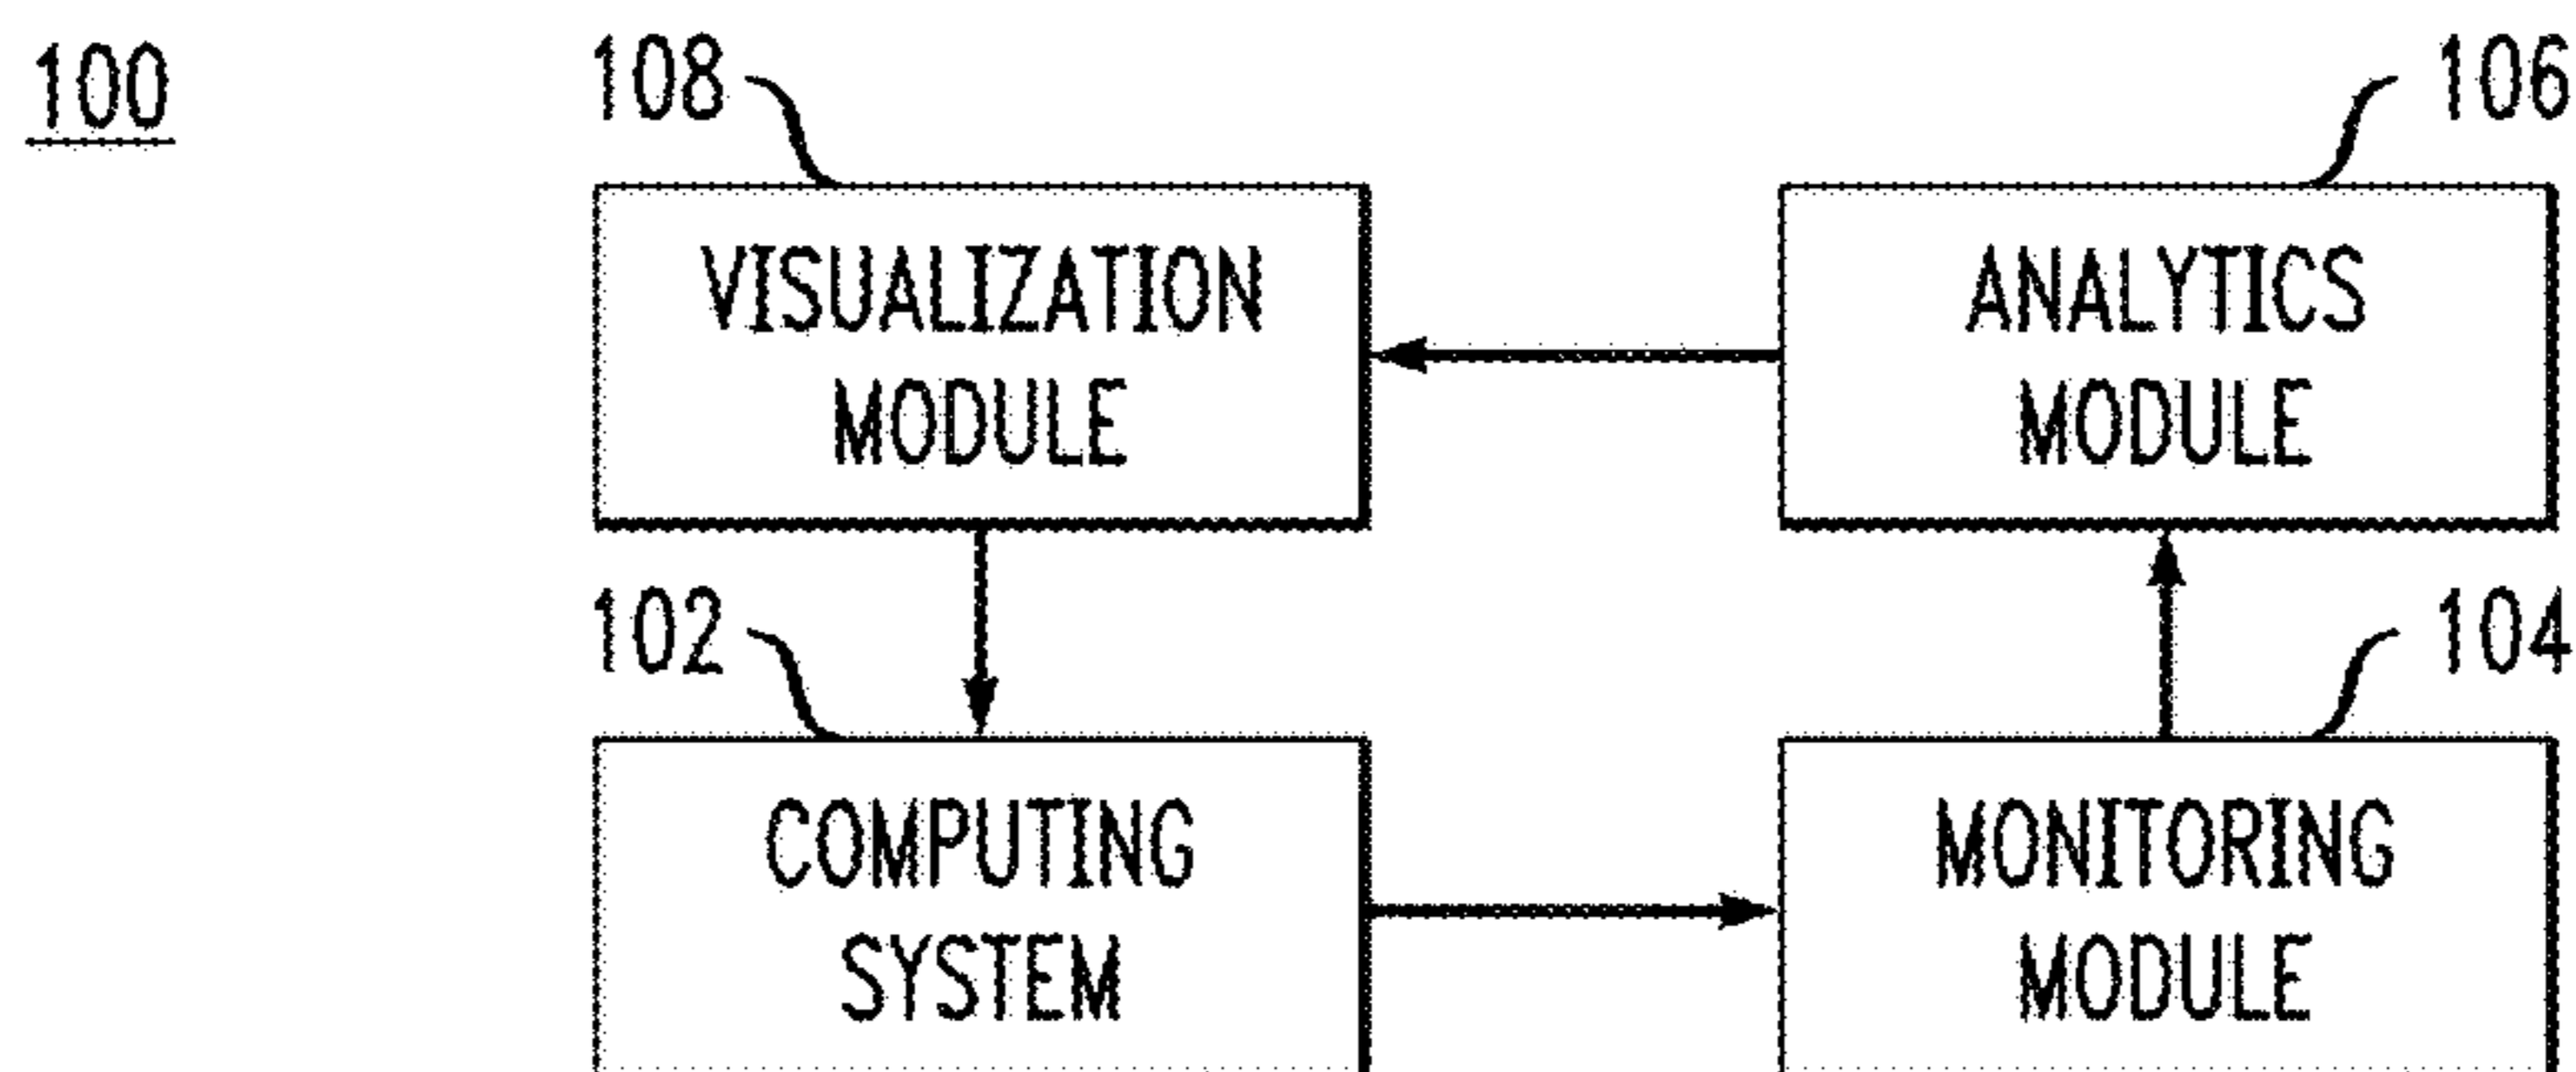 100
108
106
VISUALIZATION
MODULE
ANALYTICS
MODULE
102
104
COMPUTING
SYSTEM
MONITORING
MODULE